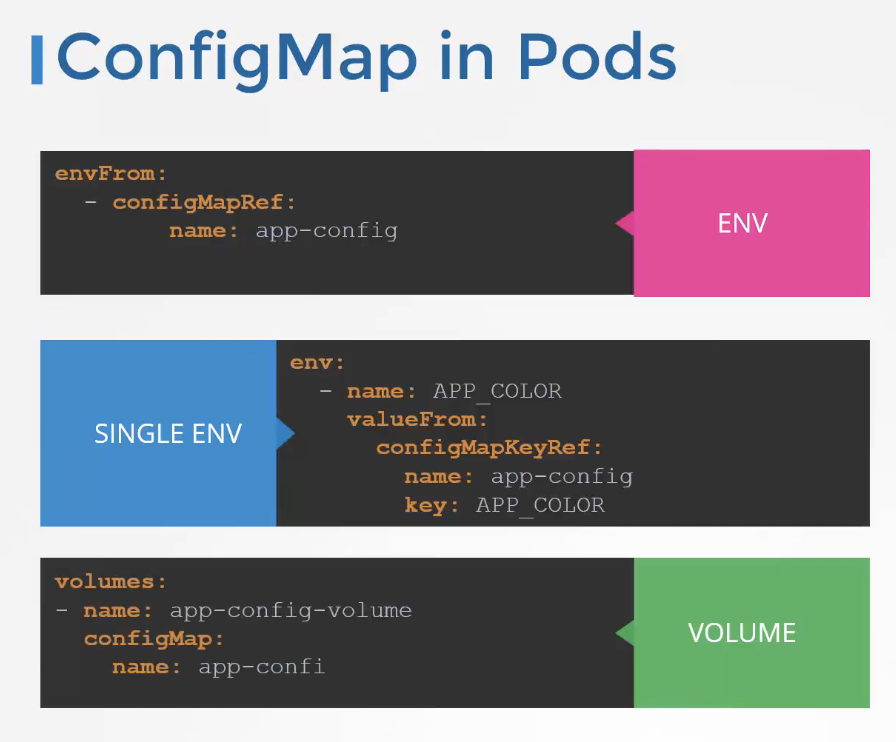 ConfigMap in Pods
envFrom:
  - configMapRef:
        name: app-config
ENV
SINGLE ENV
env:
  - name: APP_COLOR
    valueFrom:
      configMapKeyRef:
        name: app-config
        key: APP_COLOR
volumes:
- name: app-config-volume
  configMap:
    name: app-confi
VOLUME